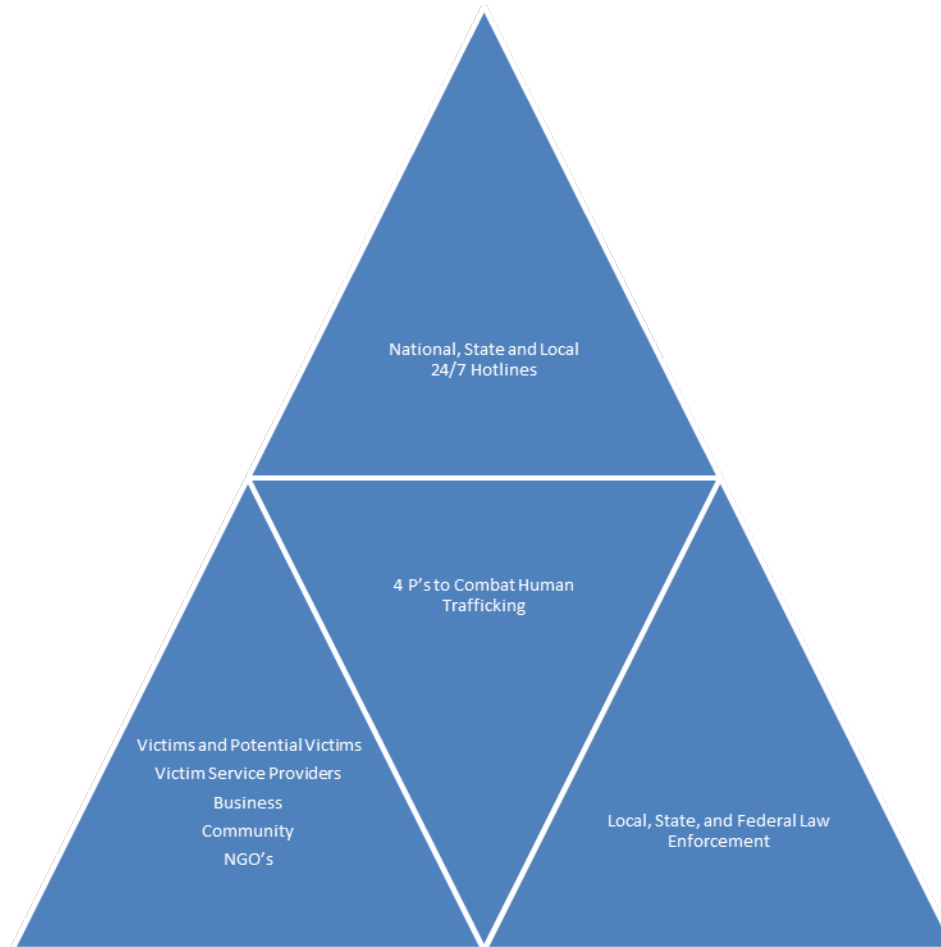 National, State and Local
24/7 Hotlines
4 P’s to Combat Human
Trafficking
Victims and Potential Victims
Victim Service Providers
Business
Community
NGO’s
Local, State, and Federal Law
Enforcement